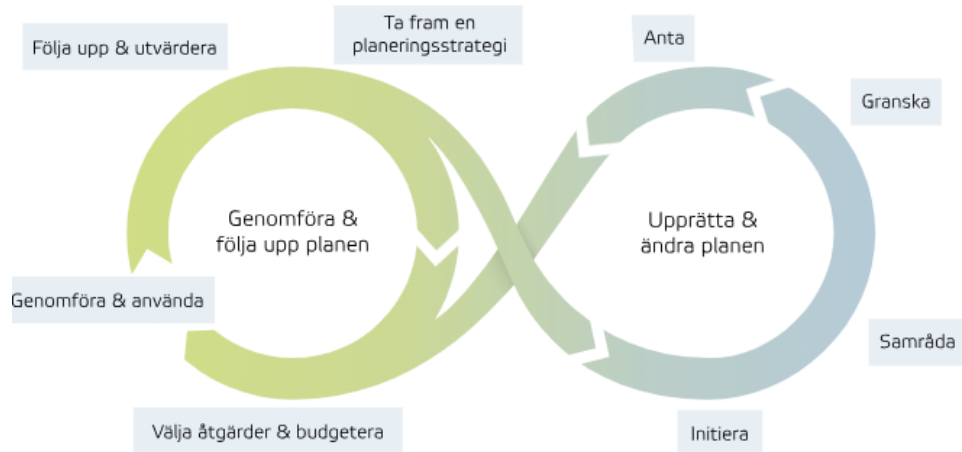 Ta fram en
planeringsstrategi
Följa upp & utvärdera
Anta
Granska
Genomföra &
följa upp planen
Upprätta &
ändra planen
Genomföra & använda
Samråda
Välja åtgärder & budgetera
Initiera